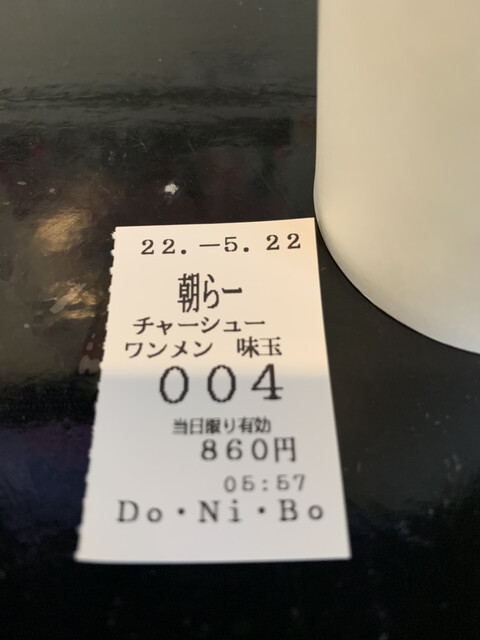 22.-5.22
朝らー
チャーシュー
ワンメン 味玉
004
当日限り有効
860円
05:57
Do・Ni・Bo